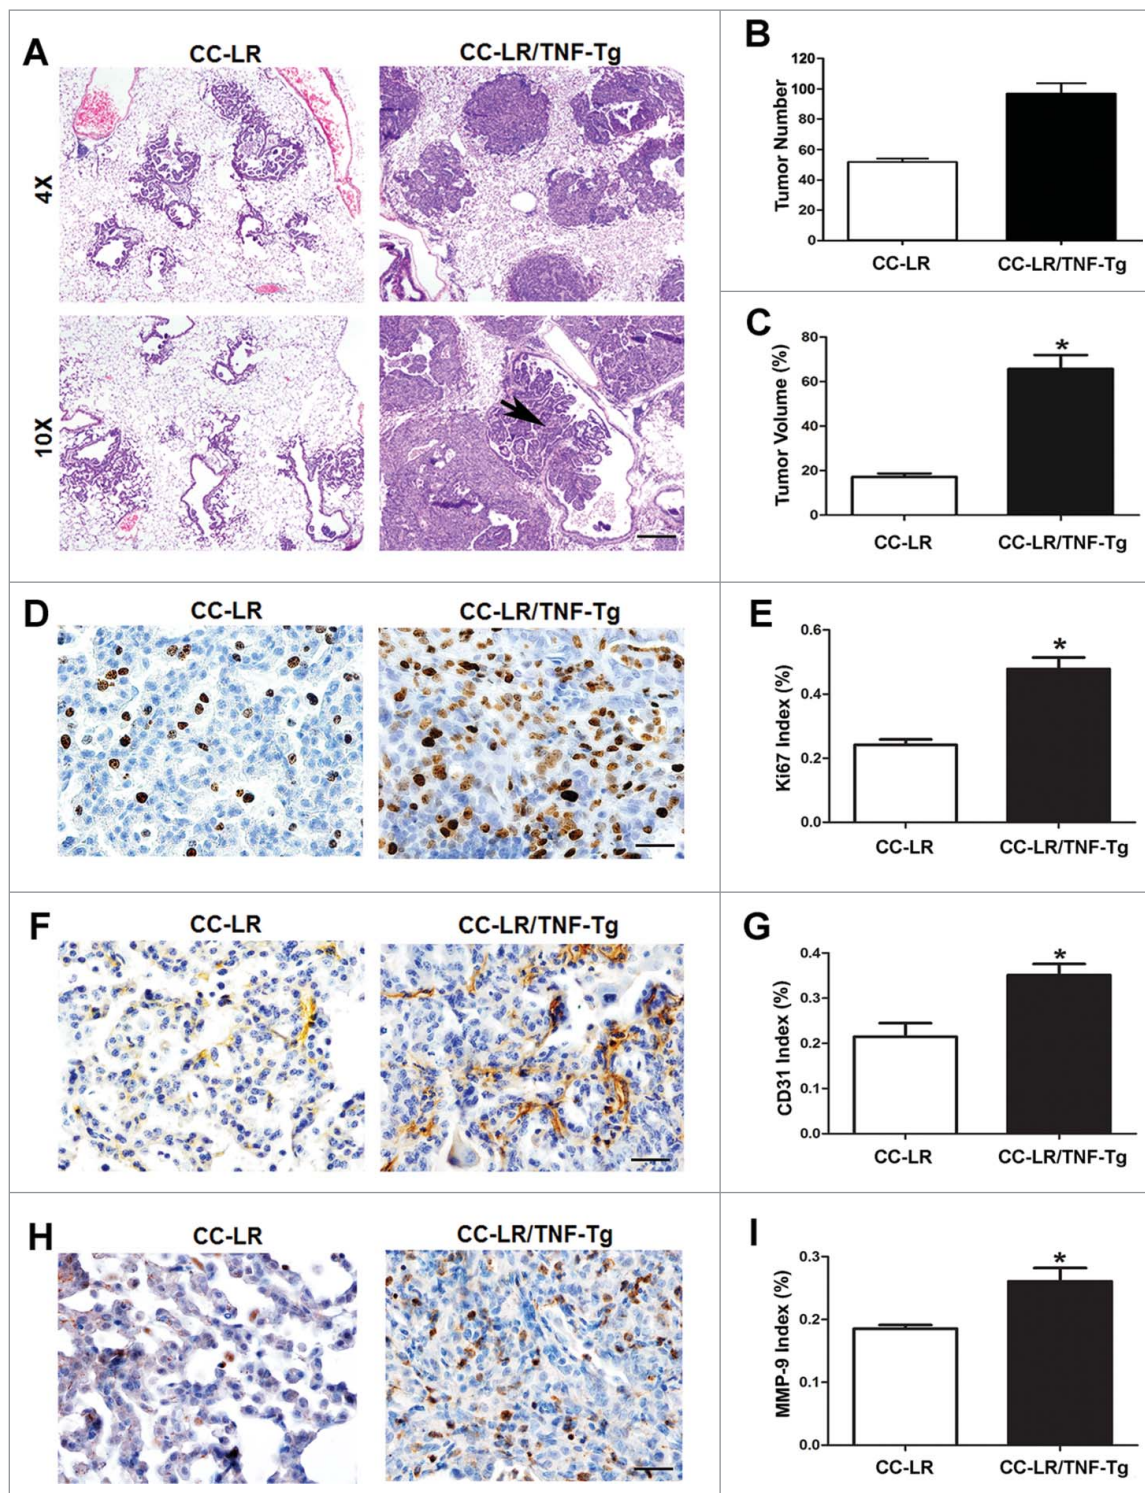 A
CC-LR
CC-LR/TNF-Tg
4X
10X
B
Tumor Number
120
100
80
60
40
20
0
CC-LR
CC-LR/TNF-Tg
C
Tumor Volume (%)
80
60
40
20
0
*
CC-LR
CC-LR/TNF-Tg
D
CC-LR
CC-LR/TNF-Tg
E
Ki67 Index (%)
0.6
0.4
0.2
0.0
*
CC-LR
CC-LR/TNF-Tg
F
CC-LR
CC-LR/TNF-Tg
G
CD31 Index (%)
0.4
0.3
0.2
0.1
0.0
*
CC-LR
CC-LR/TNF-Tg
H
CC-LR
CC-LR/TNF-Tg
I
MMP-9 Index (%)
0.3
0.2
0.1
0.0
*
CC-LR
CC-LR/TNF-Tg